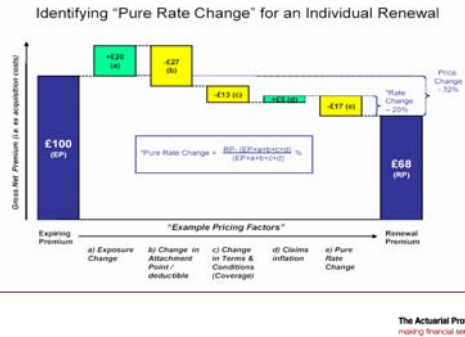 Identifying “Pure Rate Change” for an Individual Renewal
Gross Net Premium (i.e. ex acquisition costs)
+£20
(a)
-£27
(b)
-£13 (c)
+£5 (d)
-£17 (e)
Price
Change
- 32%
"Rate
Change
– 20%
£100
(EP)
£68
(RP)
"Pure Rate Change = RP- (EP+a+b+c+d) %
(EP+a+b+c+d)
Expiring
Premium
"Example Pricing Factors"
Renewal
Premium
a) Exposure
Change
b) Change in
Attachment
Point /
deductible
c) Change
in Terms &
Conditions
(Coverage)
d) Claims
inflation
e) Pure
Rate
Change
The Actuarial Pro
making financial se